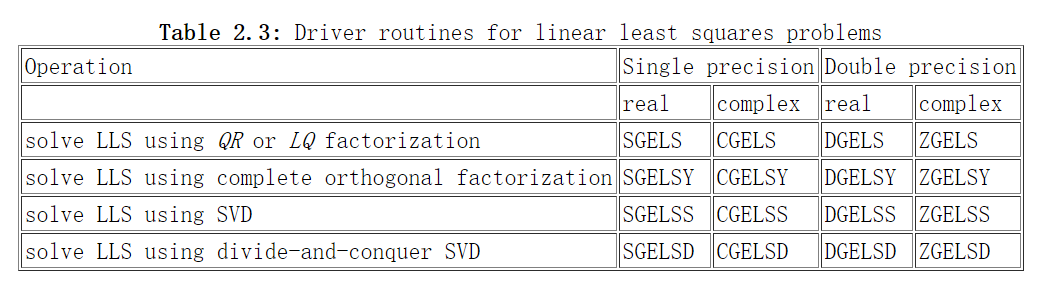 Table 2.3: Driver routines for linear least squares problems
Operation Single precision Double precision
real complex real complex
solve LLS using QR or LQ factorization SGELS CGELS DGELS ZGELS
solve LLS using complete orthogonal factorization SGELSY CGELSY DGELSY ZGELSY
solve LLS using SVD SGELSS CGELSS DGELSS ZGELSS
solve LLS using divide-and-conquer SVD SGELSD CGELSD DGELSD ZGELSD